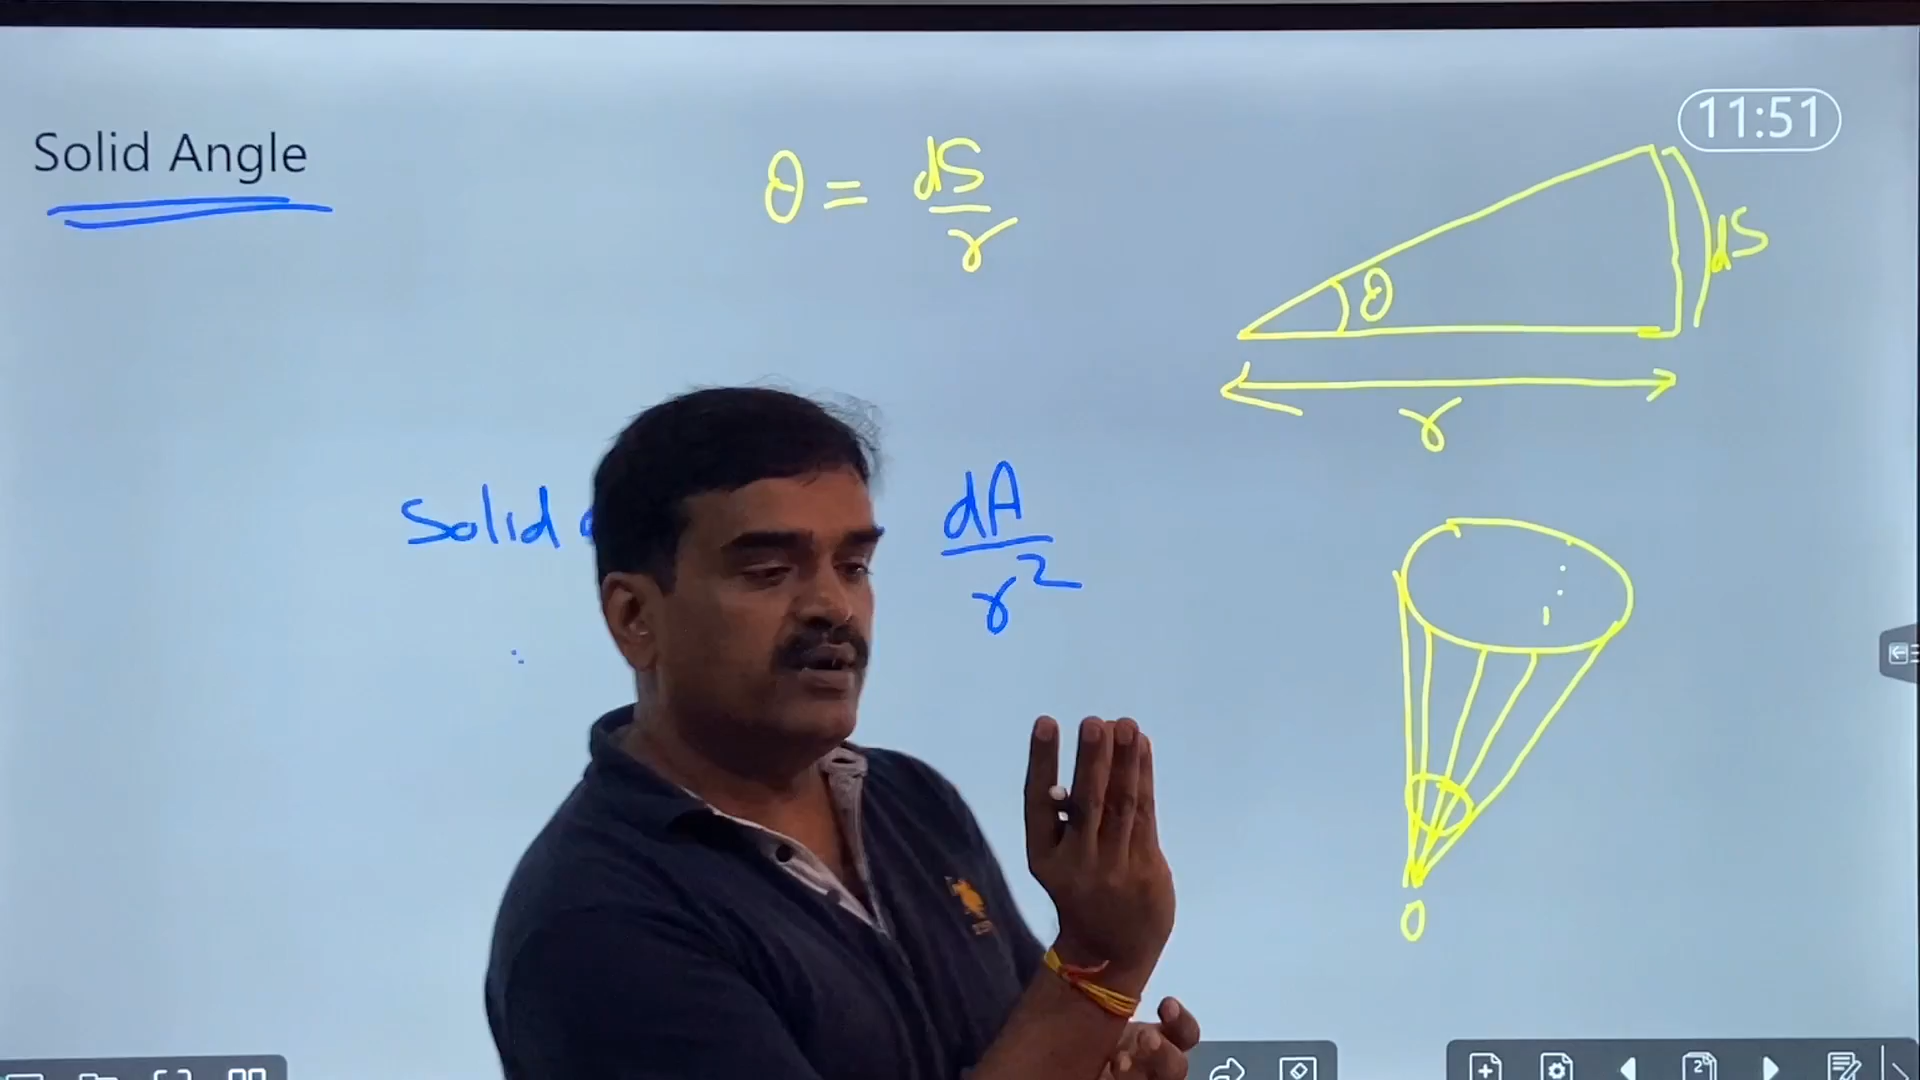 11:51
Solid Angle
θ = dS/r
dS
θ
r
Solid
dA/r²
O